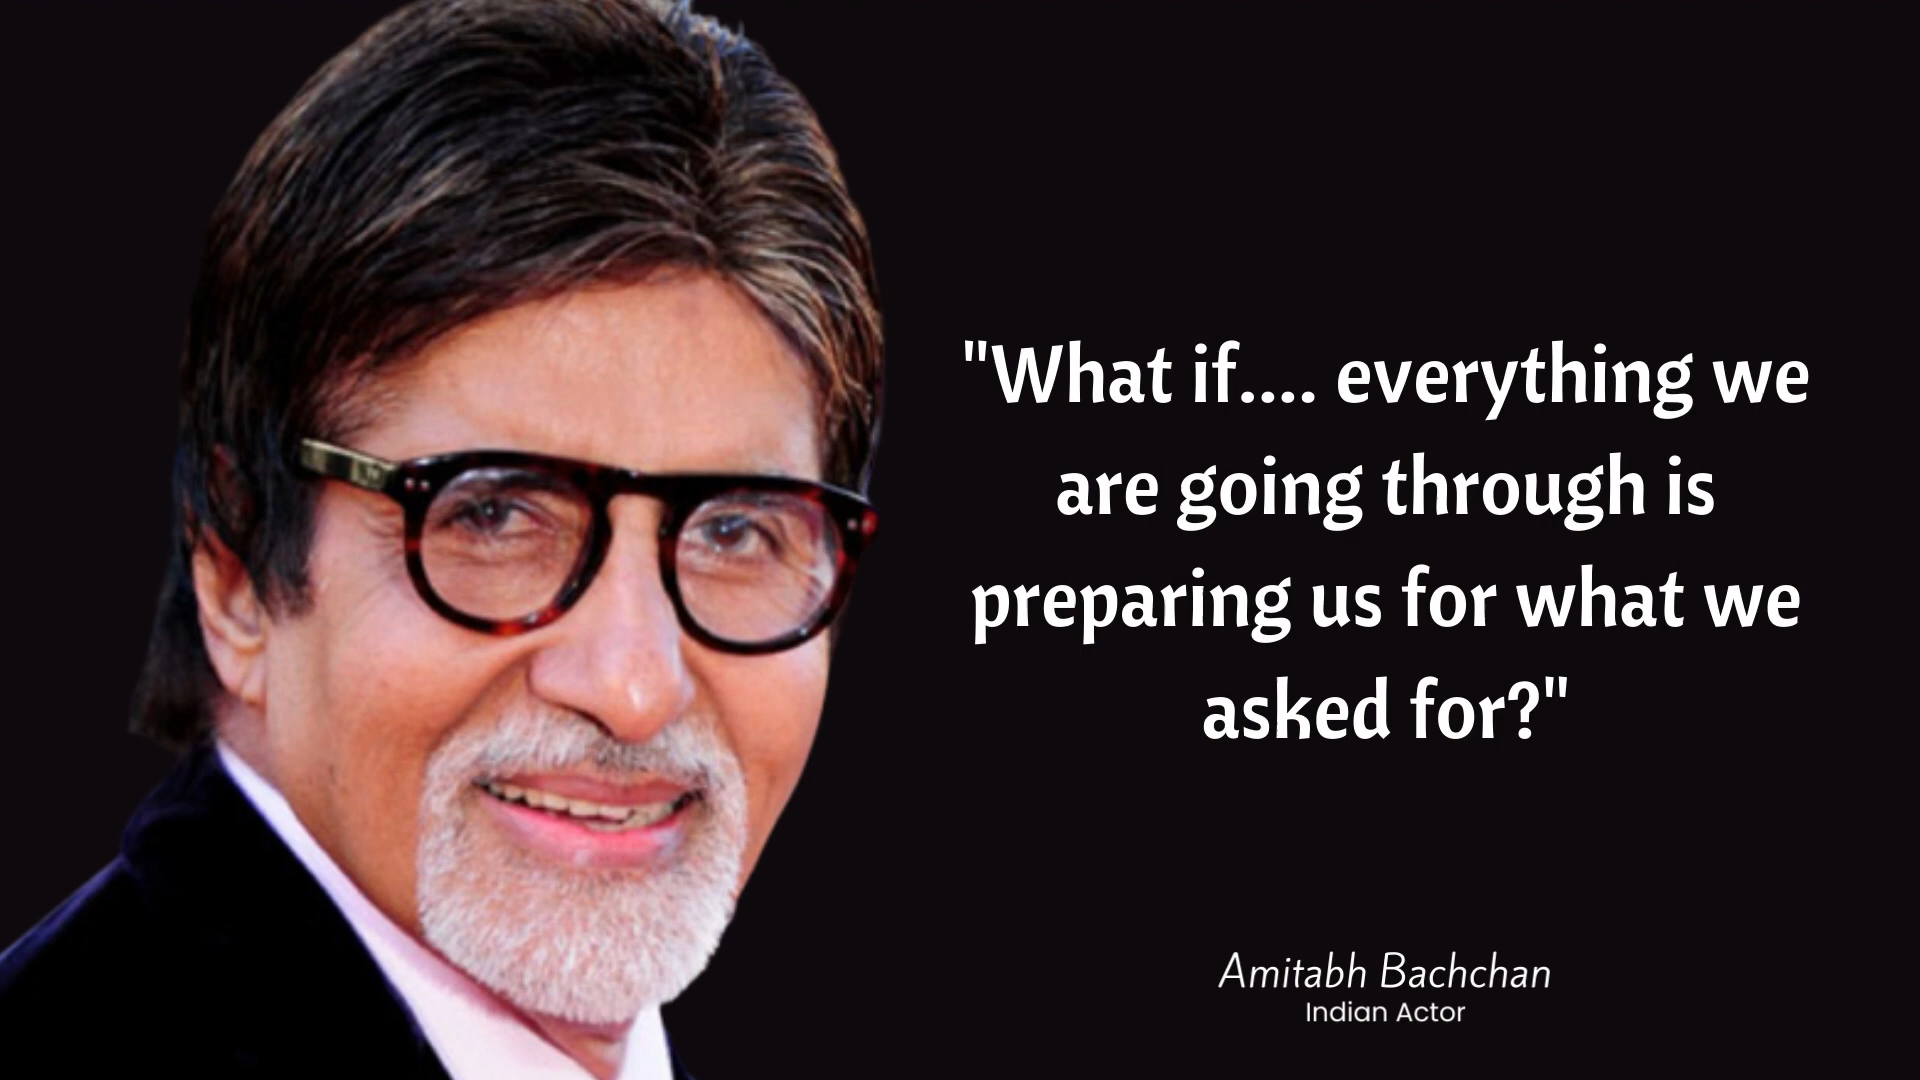 "What if.... everything we
are going through is
preparing us for what we
asked for?"
Amitabh Bachchan
Indian Actor